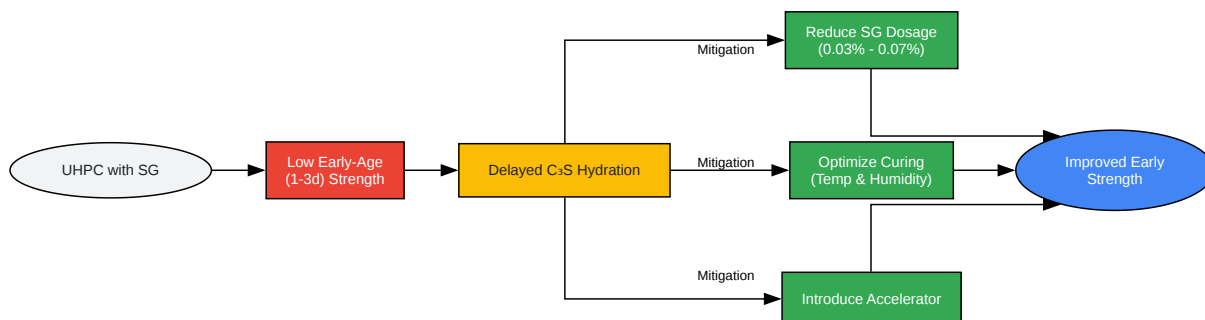 UHPC with SG
Low Early-Age
(1-3d) Strength
Delayed C₃S Hydration
Mitigation
Reduce SG Dosage
(0.03% - 0.07%)
Mitigation
Optimize Curing
(Temp & Humidity)
Mitigation
Introduce Accelerator
Improved Early
Strength